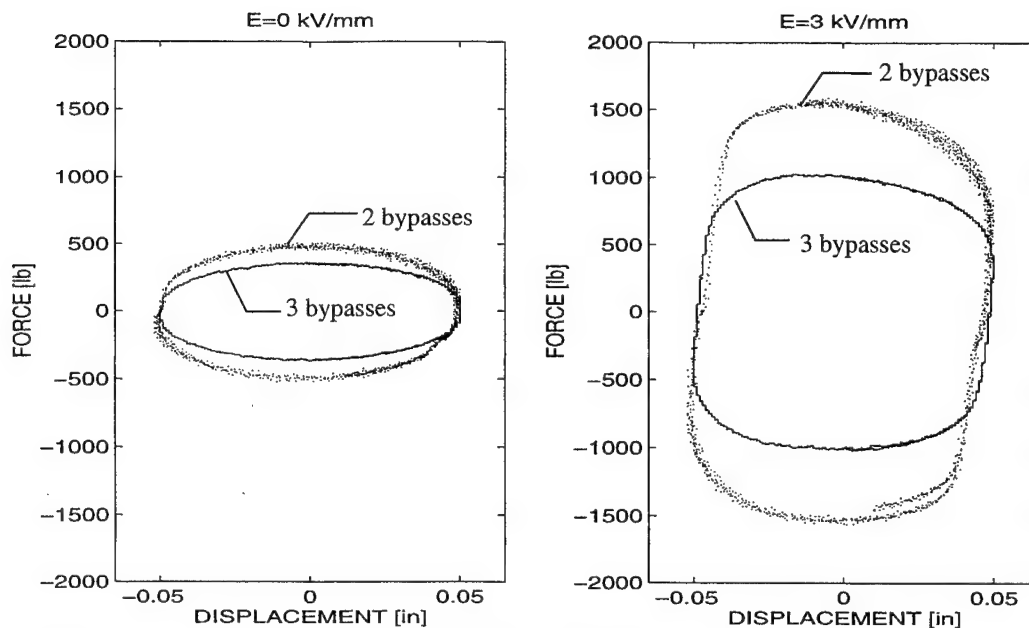 E=0 kV/mm
2000
1500
1000
500
0
−500
−1000
−1500
−2000
FORCE [lb]
2 bypasses
3 bypasses
−0.05
0
0.05
DISPLACEMENT [in]
E=3 kV/mm
2000
1500
1000
500
0
−500
−1000
−1500
−2000
FORCE [lb]
2 bypasses
3 bypasses
−0.05
0
0.05
DISPLACEMENT [in]